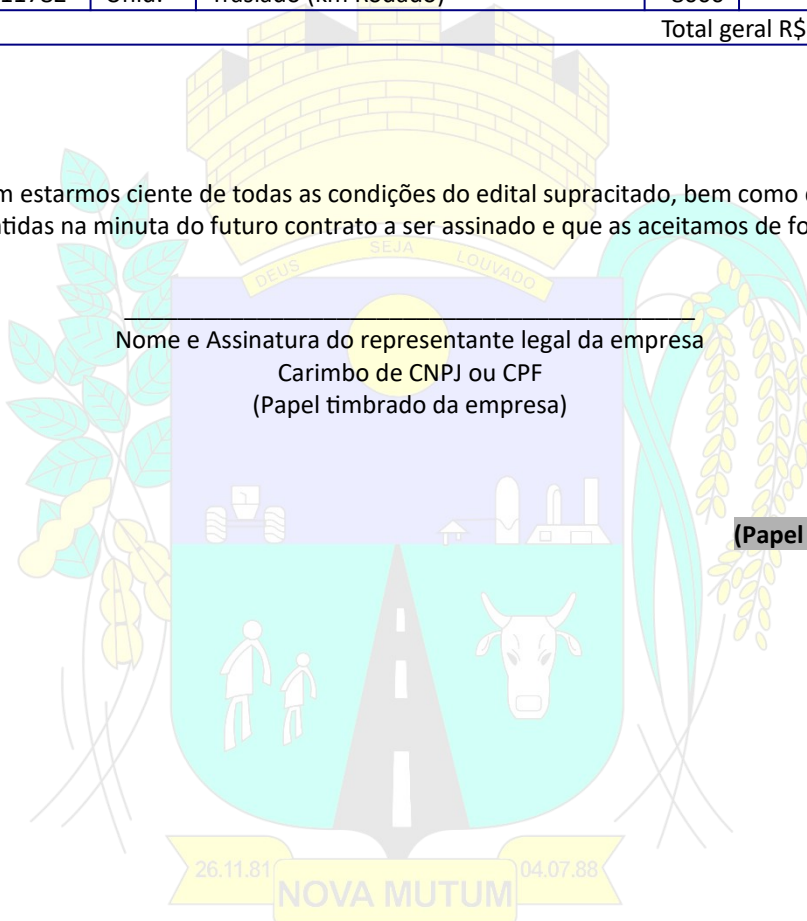 Total geral R$
m estarmos ciente de todas as condições do edital supracitado, bem como
tidas na minuta do futuro contrato a ser assinado e que as aceitamos de fo
DEUS SEJA LOUVADO
Nome e Assinatura do representante legal da empresa
Carimbo de CNPJ ou CPF
(Papel timbrado da empresa)
(Papel
26.11.81 NOVA MUTUM 04.07.88